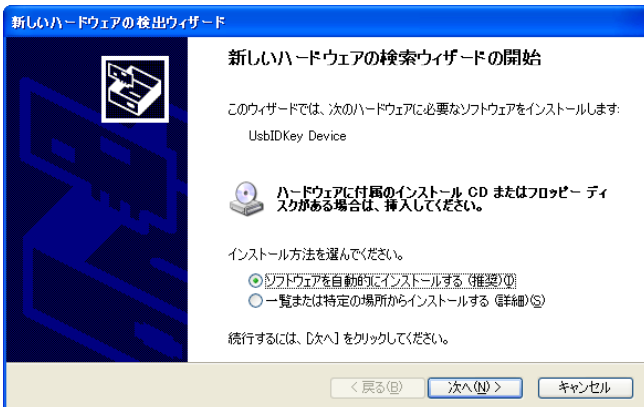 新しいハードウェアの検出ウィザード
新しいハードウェアの検索ウィザードの開始
このウィザードでは、次のハードウェアに必要なソフトウェアをインストールします:
UsbIDKey Device
ハードウェアに付属のインストール CD またはフロッピー ディ
スクがある場合は、挿入してください。
インストール方法を選んでください。
ソフトウェアを自動的にインストールする (推奨)(I)
一覧または特定の場所からインストールする (詳細)(S)
続行するには、[次へ] をクリックしてください。
< 戻る(B)
次へ(N) >
キャンセル